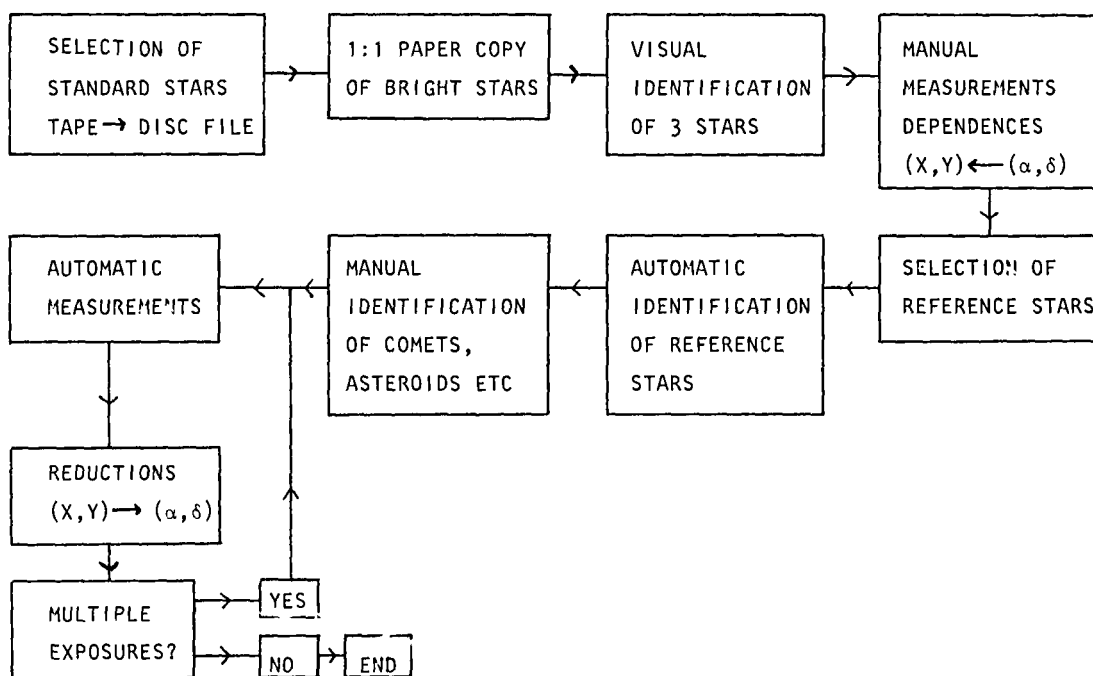 SELECTION OF
STANDARD STARS
TAPE → DISC FILE
1:1 PAPER COPY
OF BRIGHT STARS
VISUAL
IDENTIFICATION
OF 3 STARS
MANUAL
MEASUREMENTS
DEPENDENCES
(X,Y) ← (α,δ)
SELECTION OF
REFERENCE STARS
AUTOMATIC
IDENTIFICATION
OF REFERENCE
STARS
MANUAL
IDENTIFICATION
OF COMETS,
ASTEROIDS ETC
AUTOMATIC
MEASUREMENTS
REDUCTIONS
(X,Y) → (α,δ)
MULTIPLE
EXPOSURES?
YES
NO
END